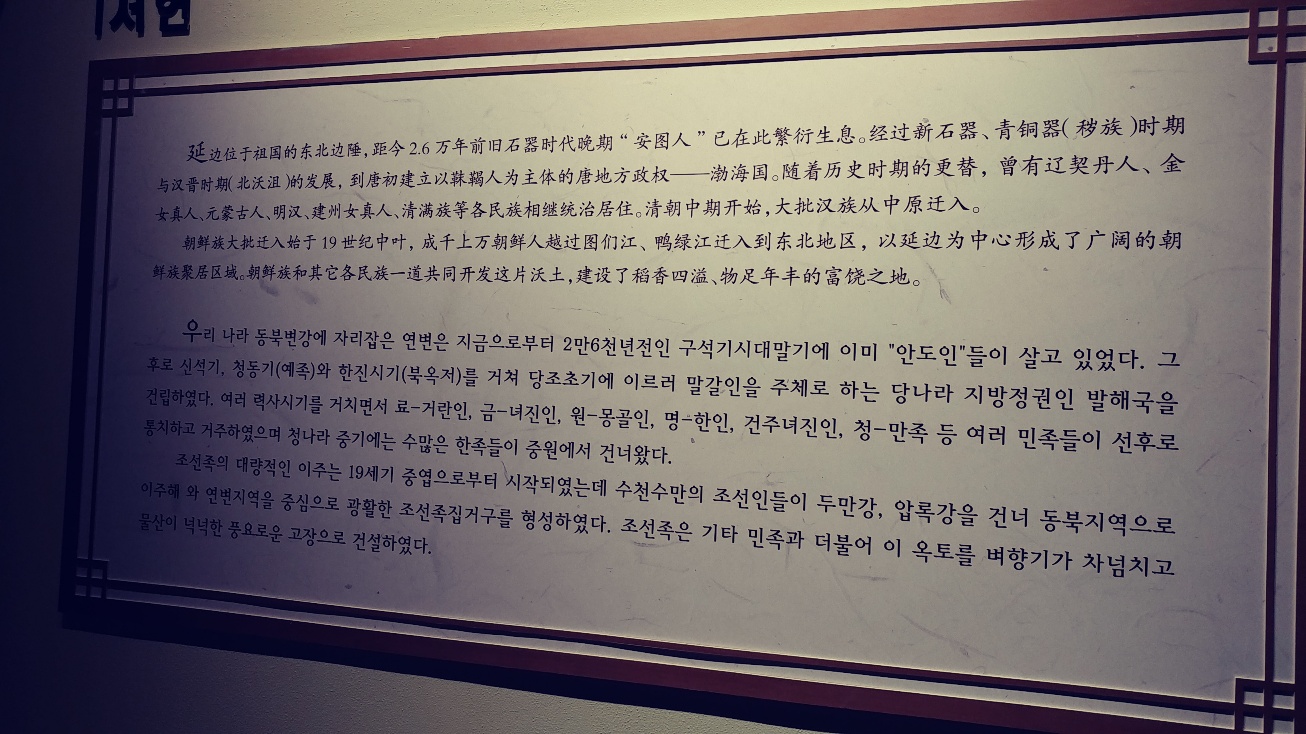 서언
延边位于祖国的东北边陲,距今2.6万年前旧石器时代晚期“安图人”已在此繁衍生息。经过新石器、青铜器(秽族)时期
与汉晋时期(北沃沮)的发展,到唐初建立以靺鞨人为主体的唐地方政权——渤海国。随着历史时期的更替,曾有辽契丹人、金
女真人、元蒙古人、明汉、建州女真人、清满族等各民族相继统治居住。清朝中期开始,大批汉族从中原迁入。
朝鲜族大批迁入始于19世纪中叶,成千上万朝鲜人越过图们江、鸭绿江迁入到东北地区,以延边为中心形成了广阔的朝
鲜族聚居区域。朝鲜族和其它各民族一道共同开发这片沃土,建设了稻香四溢、物足年丰的富饶之地。
우리 나라 동북변강에 자리잡은 연변은 지금으로부터 2만6천년전인 구석기시대말기에 이미 "안도인"들이 살고 있었다. 그
후로 신석기, 청동기(예족)와 한진시기(북옥저)를 거쳐 당조초기에 이르러 말갈인을 주체로 하는 당나라 지방정권인 발해국을
건립하였다. 여러 력사시기를 거치면서 료-거란인, 금-녀진인, 원-몽골인, 명-한인, 건주녀진인, 청-만족 등 여러 민족들이 선후로
통치하고 거주하였으며 청나라 중기에는 수많은 한족들이 중원에서 건너왔다.
조선족의 대량적인 이주는 19세기 중엽으로부터 시작되였는데 수천수만의 조선인들이 두만강, 압록강을 건너 동북지역으로
이주해 와 연변지역을 중심으로 광활한 조선족집거구를 형성하였다. 조선족은 기타 민족과 더불어 이 옥토를 벼향기가 차넘치고
물산이 넉넉한 풍요로운 고장으로 건설하였다.